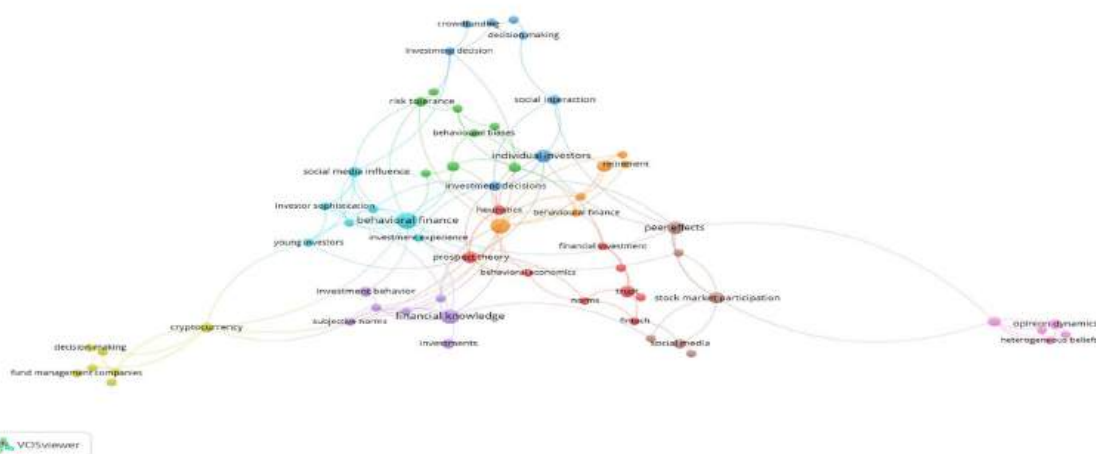 crowdfunding
decision making
investment decision
risk tolerance
social interaction
behavioural biases
individual investors
retirement
social media influence
investment decisions
investor sophistication
heuristics
behavioural finance
behavioral finance
peer effects
investment experience
young investors
financial investment
prospect theory
behavioral economics
investment behavior
trust
stock market participation
norms
financial knowledge
subjective norms
fintech
opinion dynamics
cryptocurrency
heterogeneous beliefs
investments
social media
decision-making
fund management companies
VOSviewer